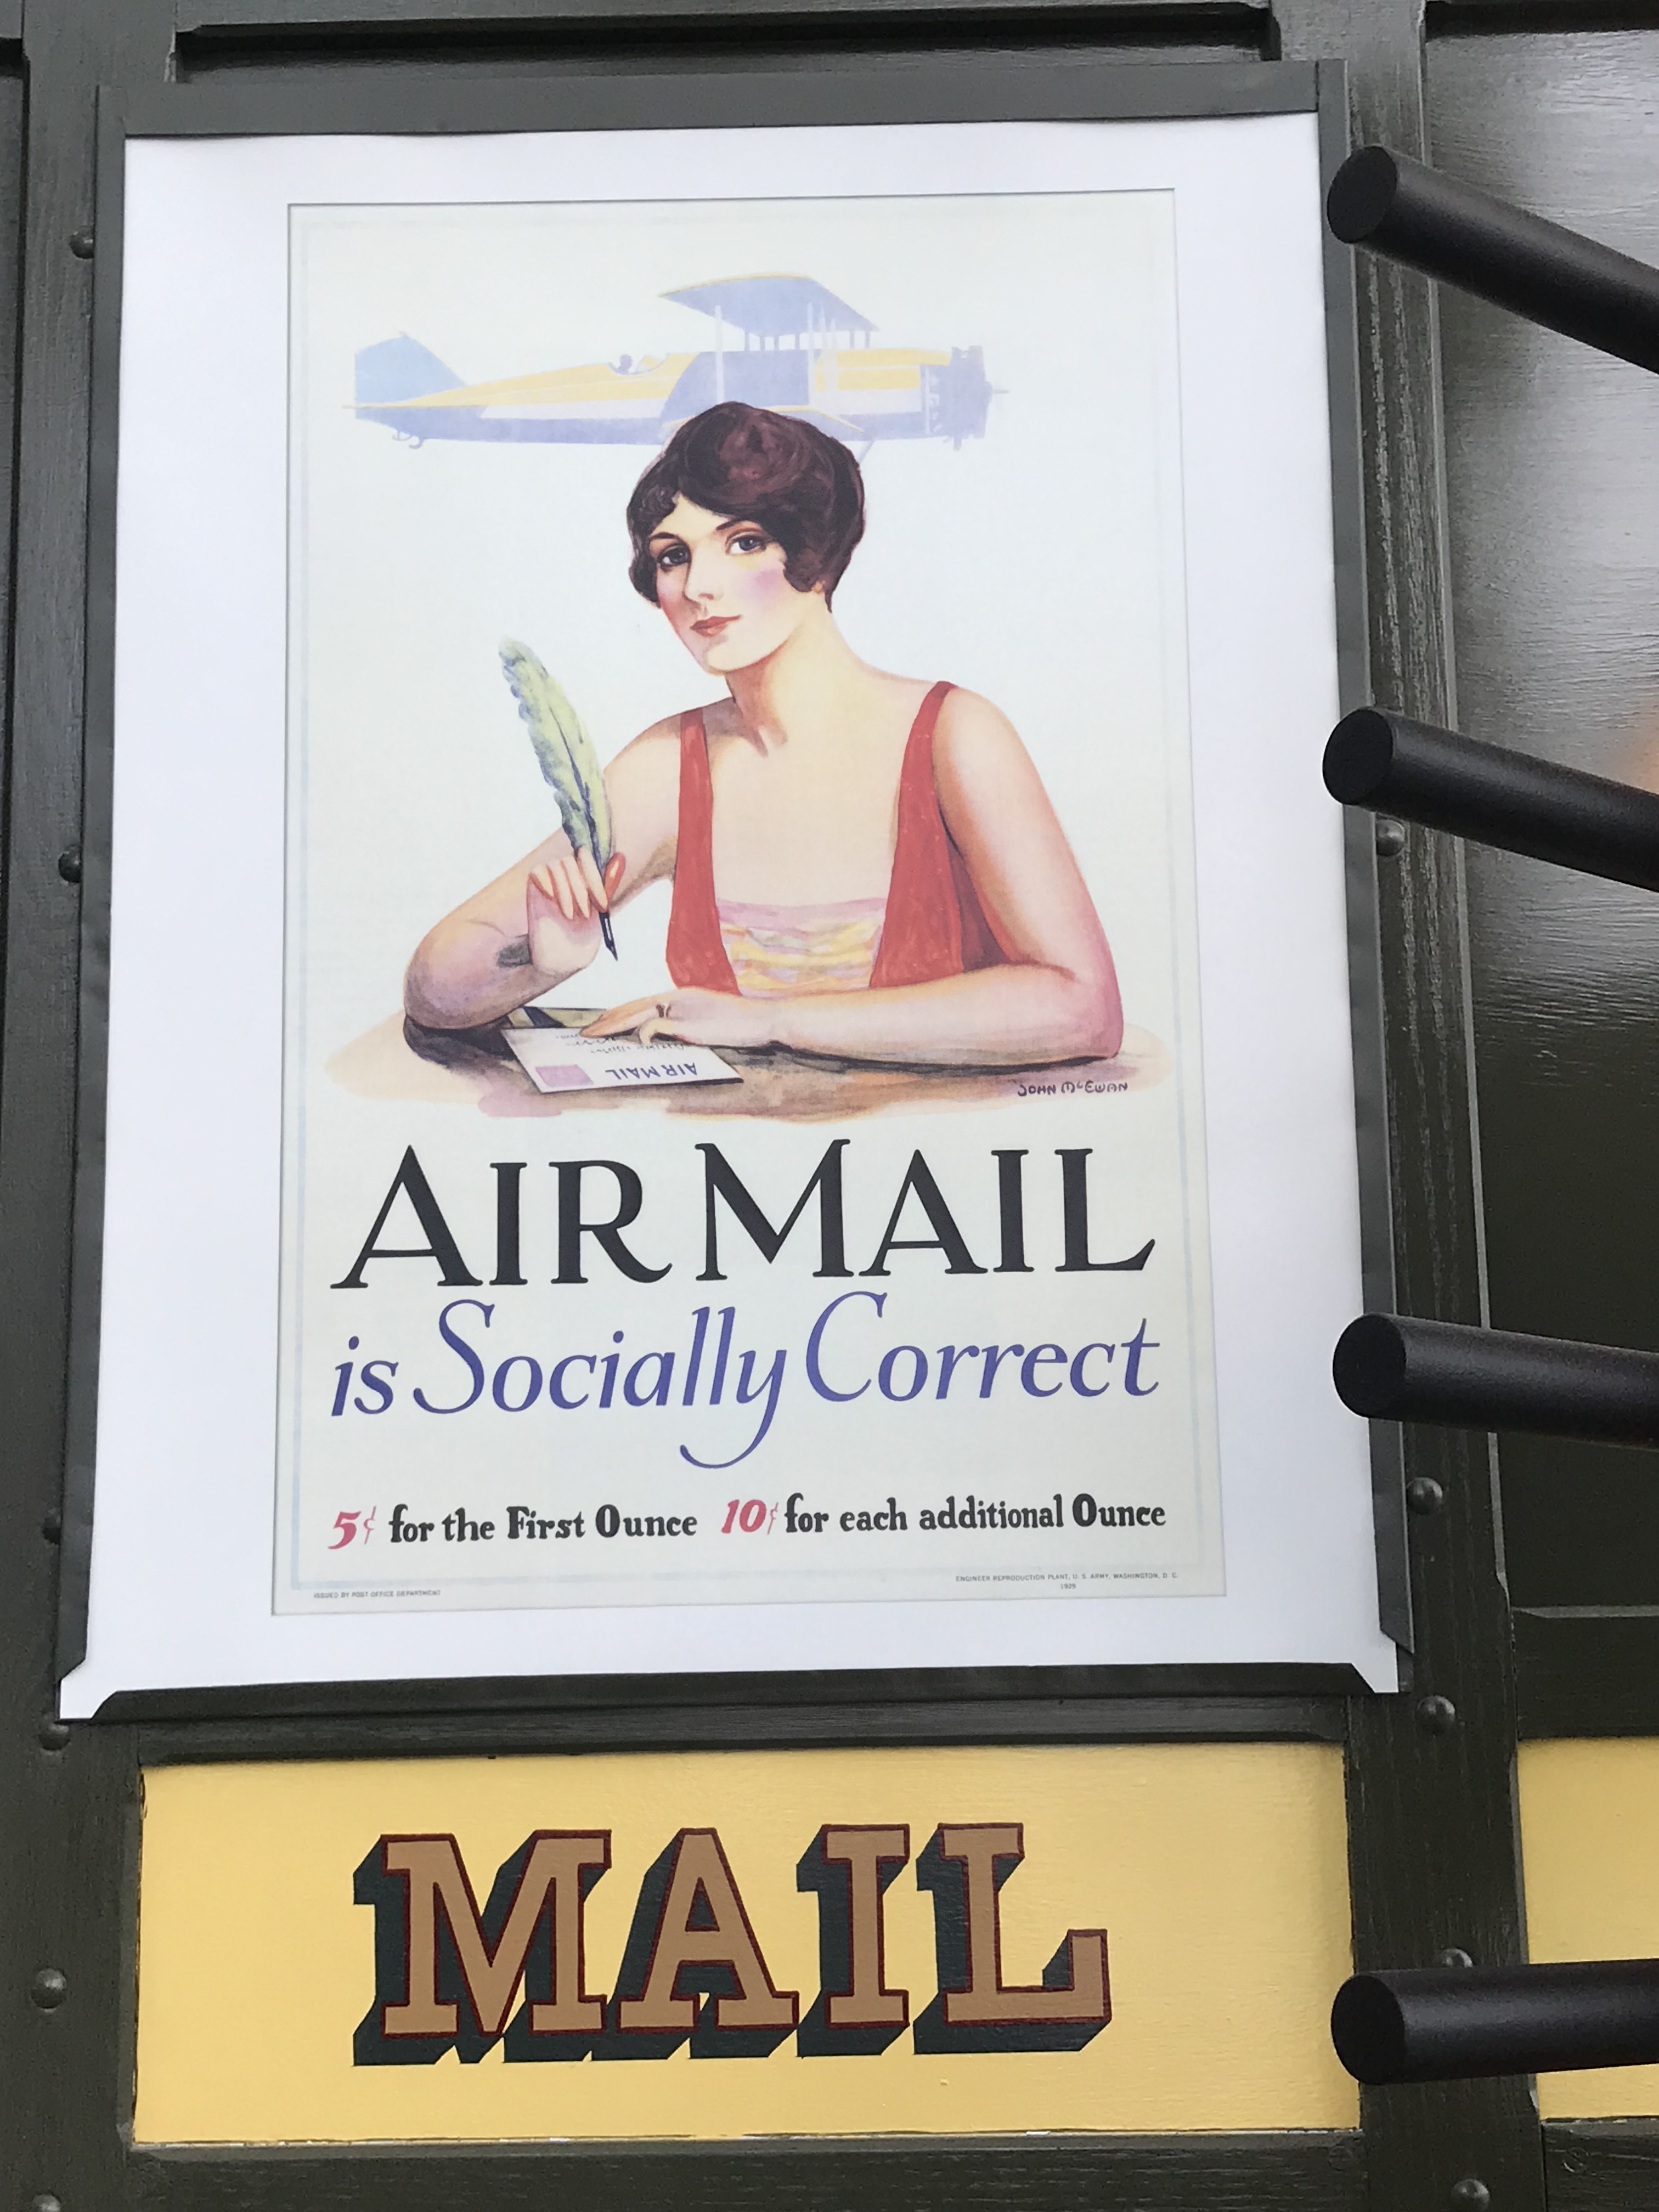 AIR MAIL
JOHN McEWAN
AIR MAIL
is Socially Correct
5¢ for the First Ounce 10¢ for each additional Ounce
ISSUED BY POST OFFICE DEPARTMENT
ENGINEER REPRODUCTION PLANT, U. S. ARMY, WASHINGTON, D. C.
1929
MAIL